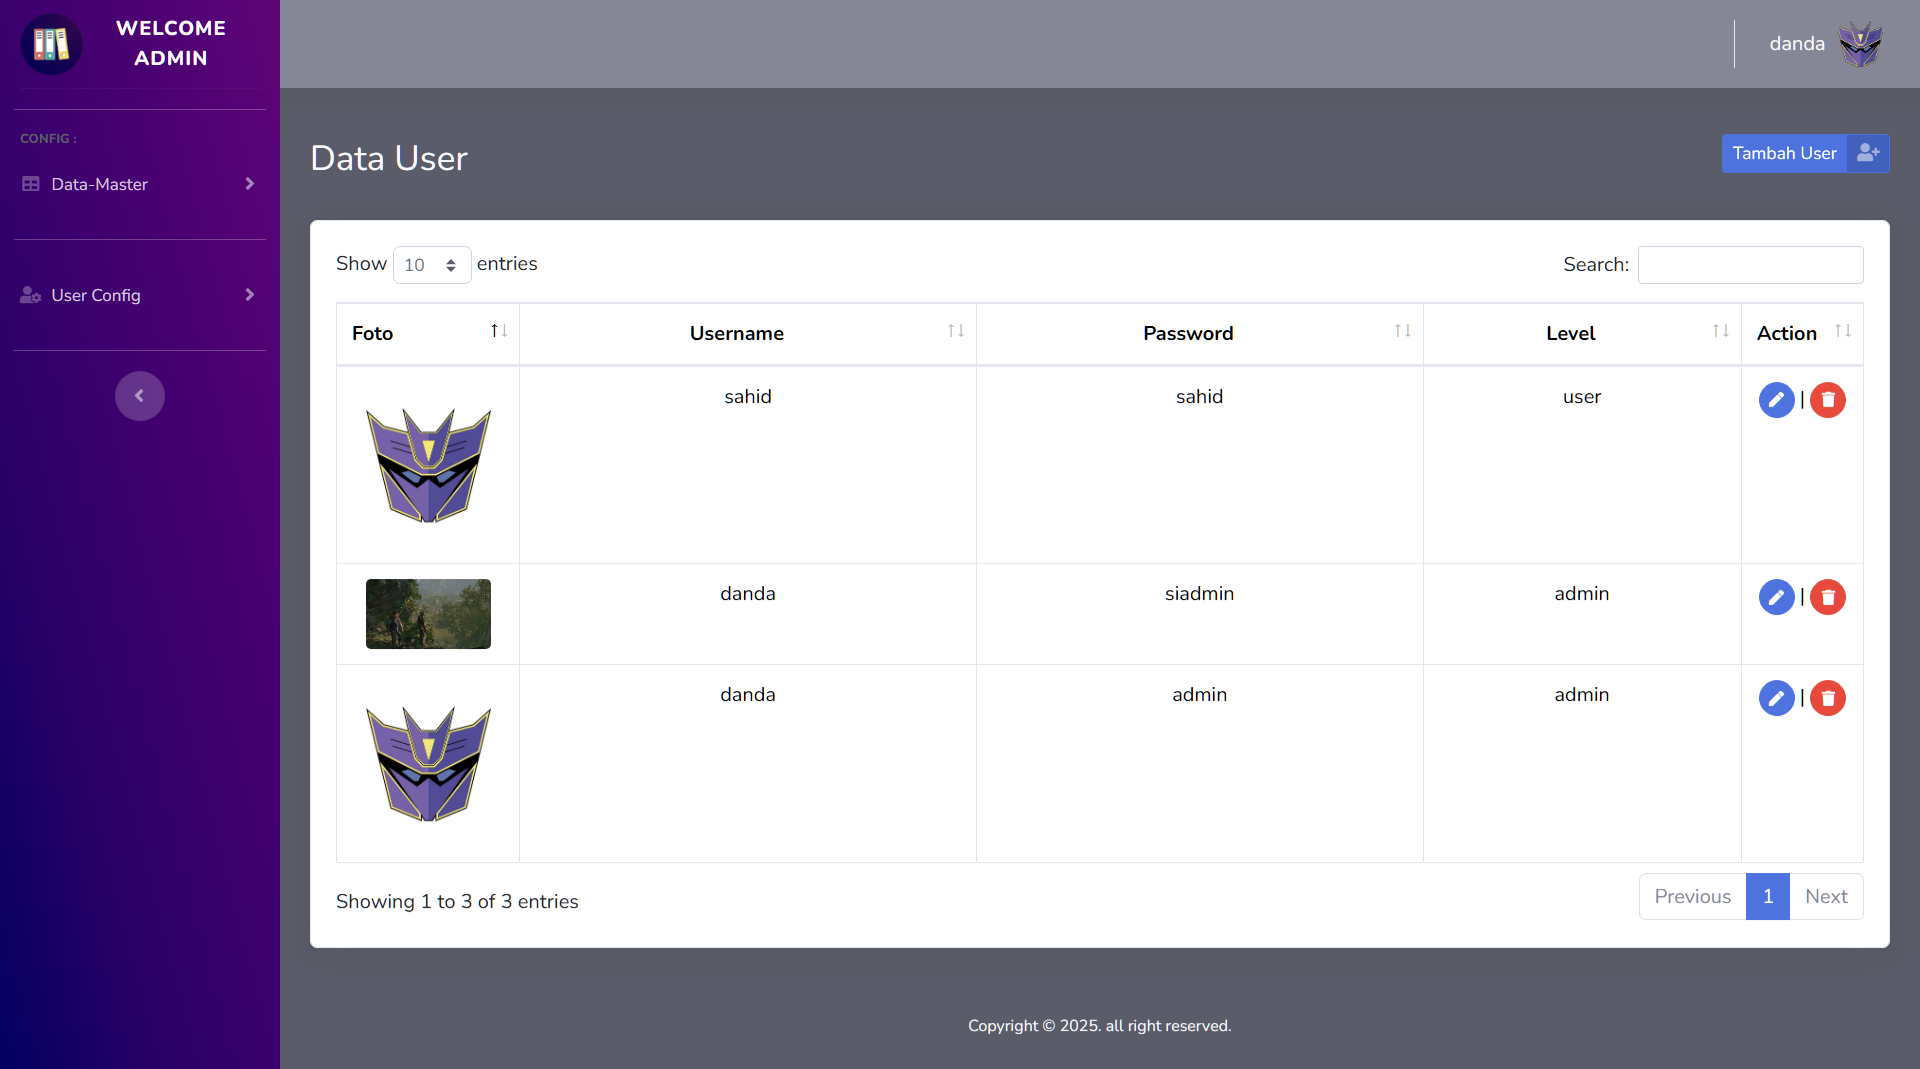 WELCOME
ADMIN
danda
CONFIG :
Data-Master
User Config
Data User
Tambah User
Show 10 entries
Search:
Foto Username Password Level Action
sahid sahid user |
danda siadmin admin |
danda admin admin |
Showing 1 to 3 of 3 entries
Previous 1 Next
Copyright © 2025. all right reserved.